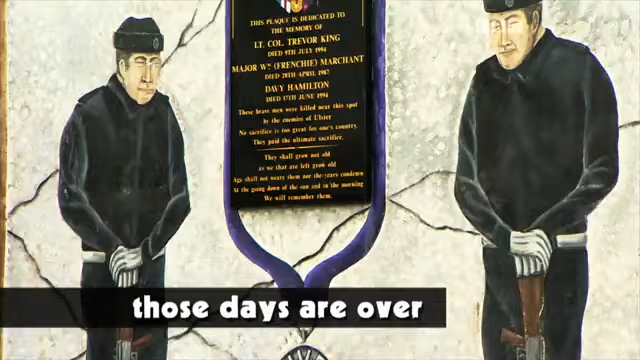 THIS PLAQUE IS DEDICATED TO
THE MEMORY OF
LT. COL. TREVOR KING
DIED 9TH JULY 1994
MAJOR Wᵐ (FRENCHIE) MARCHANT
DIED 28TH APRIL 1987
DAVY HAMILTON
DIED 17TH JUNE 1994
These brave men were killed near this spot
by the enemies of Ulster
No sacrifice is too great for one's country.
They paid the ultimate sacrifice.
They shall grow not old
as we that are left grow old
Age shall not weary them nor the years condemn
At the going down of the sun and in the morning
We will remember them.
those days are over